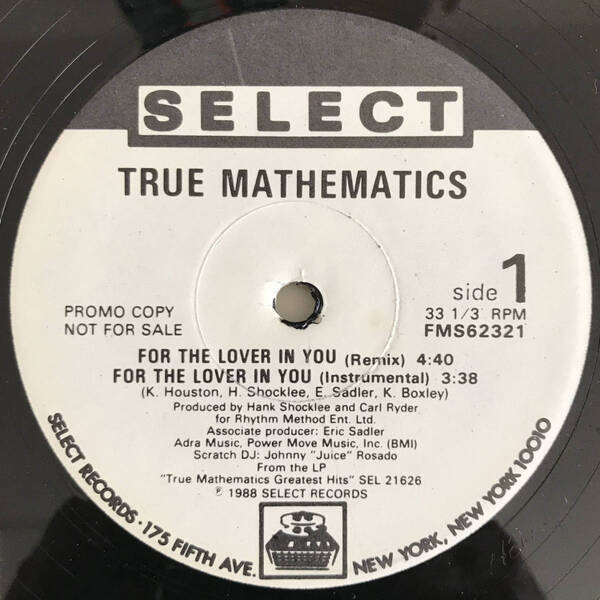 SELECT
TRUE MATHEMATICS
side 1
PROMO COPY
NOT FOR SALE
33 1/3 RPM
FMS62321
FOR THE LOVER IN YOU (Remix) 4:40
FOR THE LOVER IN YOU (Instrumental) 3:38
(K. Houston, H. Shocklee, E. Sadler, K. Boxley)
Produced by Hank Shocklee and Carl Ryder
for Rhythm Method Ent. Ltd.
Associate producer: Eric Sadler
Adra Music, Power Move Music, Inc. (BMI)
Scratch DJ: Johnny "Juice" Rosado
From the LP
"True Mathematics Greatest Hits" SEL 21626
℗ 1988 SELECT RECORDS
SELECT RECORDS · 175 FIFTH AVE. NEW YORK, NEW YORK 10010